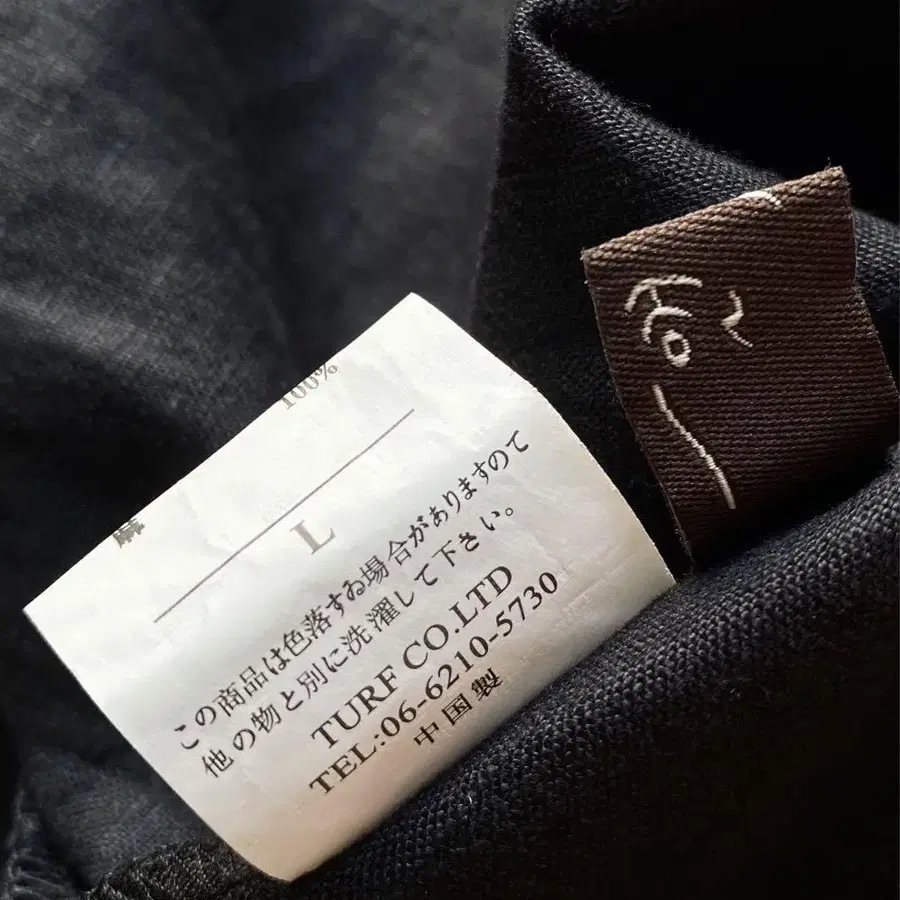 麻 100%
L
この商品は色落する場合がありますので
他の物と別に洗濯して下さい。
TURF CO.LTD
TEL:06-6210-5730
中国製